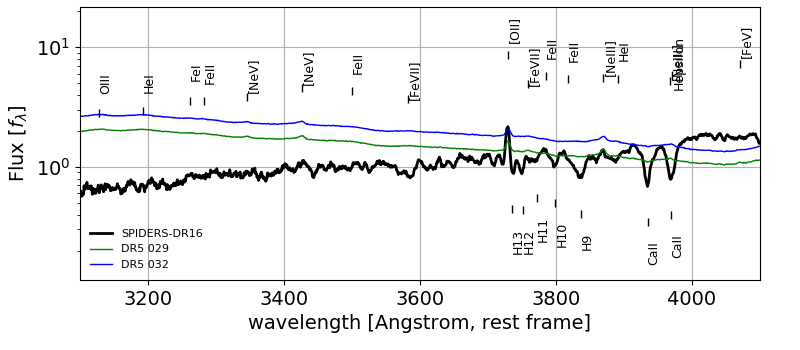 Flux [fλ]
10¹
10⁰
OIII
HeI
FeI
FeII
[NeV]
[NeV]
FeII
[FeVII]
[OII]
[FeVII]
FeII
FeII
[NeIII]
HeI
Hepsilon
[FeV]
H13
H12
H11
H10
H9
CaII
CaII
SPIDERS-DR16
DR5 029
DR5 032
3200 3400 3600 3800 4000
wavelength [Angstrom, rest frame]